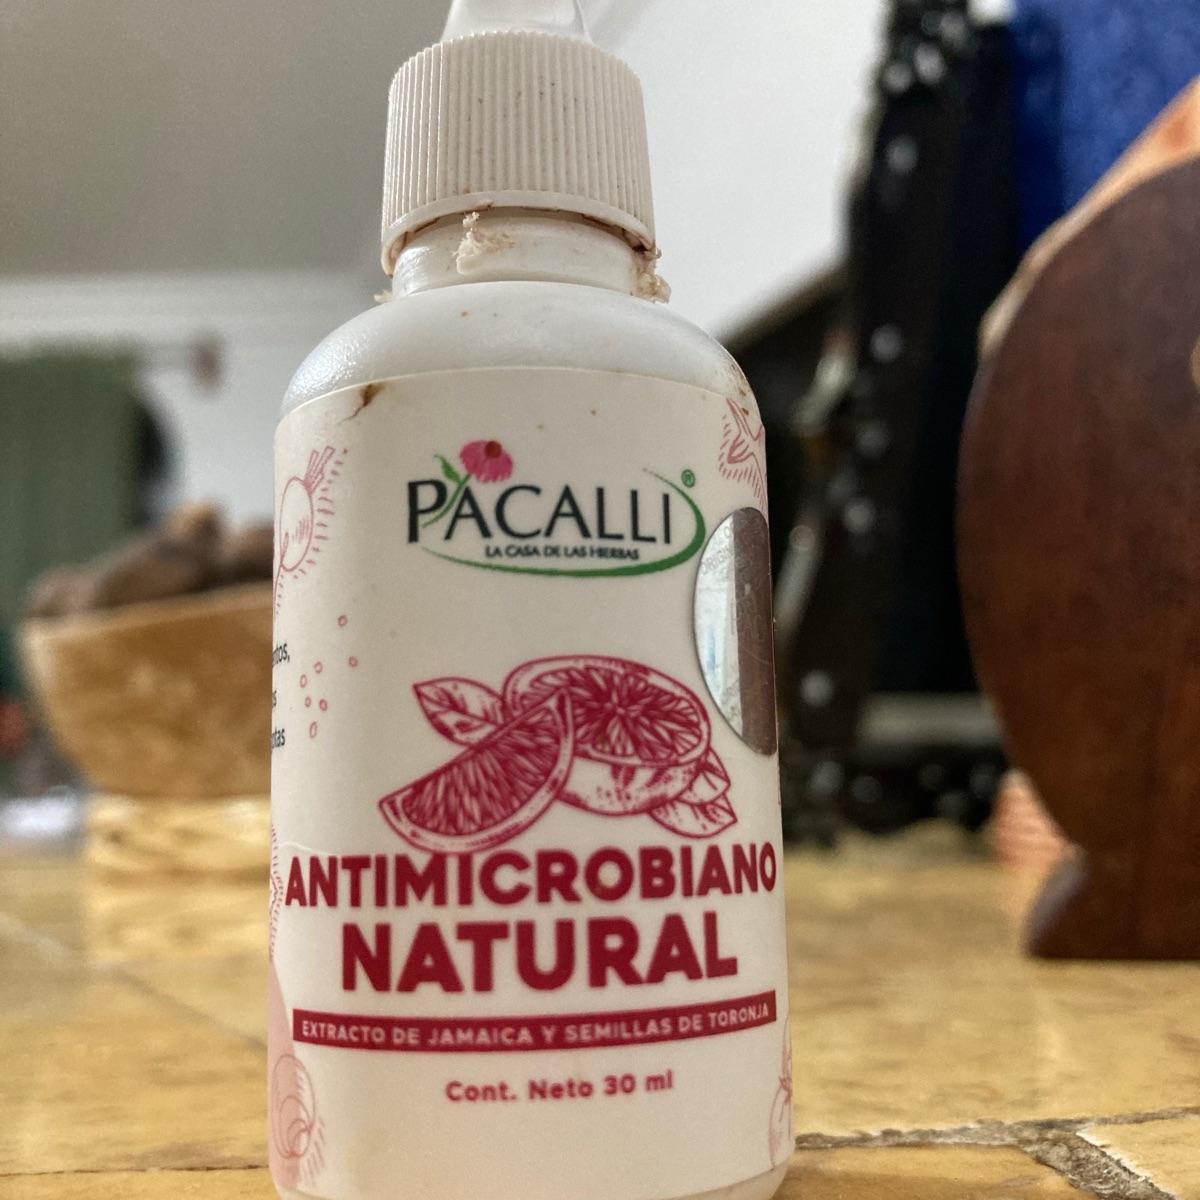 PACALLI®
LA CASA DE LAS HIERBAS
ANTIMICROBIANO
NATURAL
EXTRACTO DE JAMAICA Y SEMILLAS DE TORONJA
Cont. Neto 30 ml